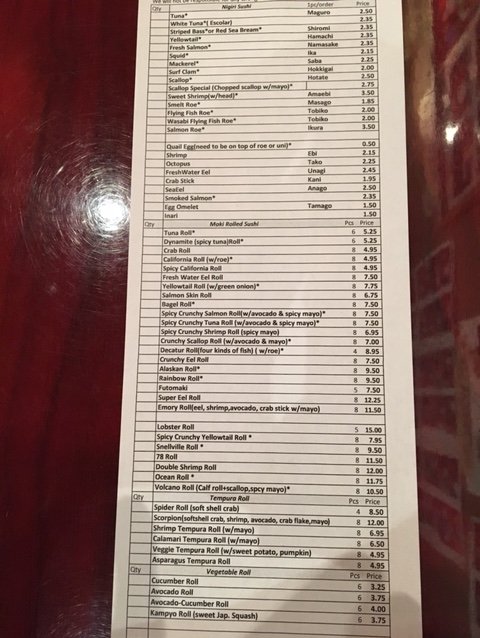 We will not be responsible for any
Qty Nigiri Sushi 1pc/order Price
Tuna* Maguro 2.50
White Tuna*( Escolar) 2.35
Striped Bass*or Red Sea Bream* Shiromi 2.35
Yellowtail* Hamachi 2.35
Fresh Salmon* Namasake 2.35
Squid* Ika 2.15
Mackerel* Saba 2.25
Surf Clam* Hokkigai 2.00
Scallop* Hotate 2.50
Scallop Special (Chopped scallop w/mayo)* 2.75
Sweet Shrimp(w/head)* Amaebi 3.50
Smelt Roe* Masago 1.85
Flying Fish Roe* Tobiko 2.00
Wasabi Flying Fish Roe* Tobiko 2.00
Salmon Roe* Ikura 3.50
Quail Egg(need to be on top of roe or uni)* 0.50
Shrimp Ebi 2.15
Octopus Tako 2.25
FreshWater Eel Unagi 2.45
Crab Stick Kani 1.95
SeaEel Anago 2.50
Smoked Salmon* 2.35
Egg Omelet Tamago 1.50
Inari 1.50
Qty Moki Rolled Sushi Pcs Price
Tuna Roll* 6 5.25
Dynamite (spicy tuna)Roll* 6 5.25
Crab Roll 8 4.95
California Roll (w/roe)* 8 4.95
Spicy California Roll 8 4.95
Fresh Water Eel Roll 8 7.50
Yellowtail Roll (w/green onion)* 8 7.75
Salmon Skin Roll 8 6.75
Bagel Roll* 8 7.50
Spicy Crunchy Salmon Roll(w/avocado & spicy mayo)* 8 7.50
Spicy Crunchy Tuna Roll (w/avocado & spicy mayo)* 8 7.50
Spicy Crunchy Shrimp Roll (spicy mayo) 8 6.95
Crunchy Scallop Roll (w/avocado & mayo)* 8 7.00
Decatur Roll(four kinds of fish) ( w/roe)* 4 8.95
Crunchy Eel Roll 8 7.50
Alaskan Roll* 8 9.50
Rainbow Roll* 8 9.50
Futomaki 5 7.50
Super Eel Roll 8 12.25
Emory Roll(eel, shrimp,avocado, crab stick w/mayo) 8 11.50
Lobster Roll 5 15.00
Spicy Crunchy Yellowtail Roll * 8 7.95
Snellville Roll * 8 9.50
78 Roll 8 11.50
Double Shrimp Roll 8 12.00
Ocean Roll * 8 11.75
Volcano Roll (Calf roll+scallop,spcy mayo)* 8 10.50
Qty Tempura Roll Pcs Price
Spider Roll (soft shell crab) 4 8.50
Scorpion(softshell crab, shrimp, avocado, crab flake,mayo) 8 12.00
Shrimp Tempura Roll (w/mayo) 8 6.95
Calamari Tempura Roll (w/mayo) 8 6.50
Veggie Tempura Roll (w/sweet potato, pumpkin) 8 4.95
Asparagus Tempura Roll 8 4.95
Qty Vegetable Roll Pcs Price
Cucumber Roll 6 3.25
Avocado Roll 6 3.75
Avocado-Cucumber Roll 6 4.00
Kampyo Roll (sweet Jap. Squash) 6 3.75